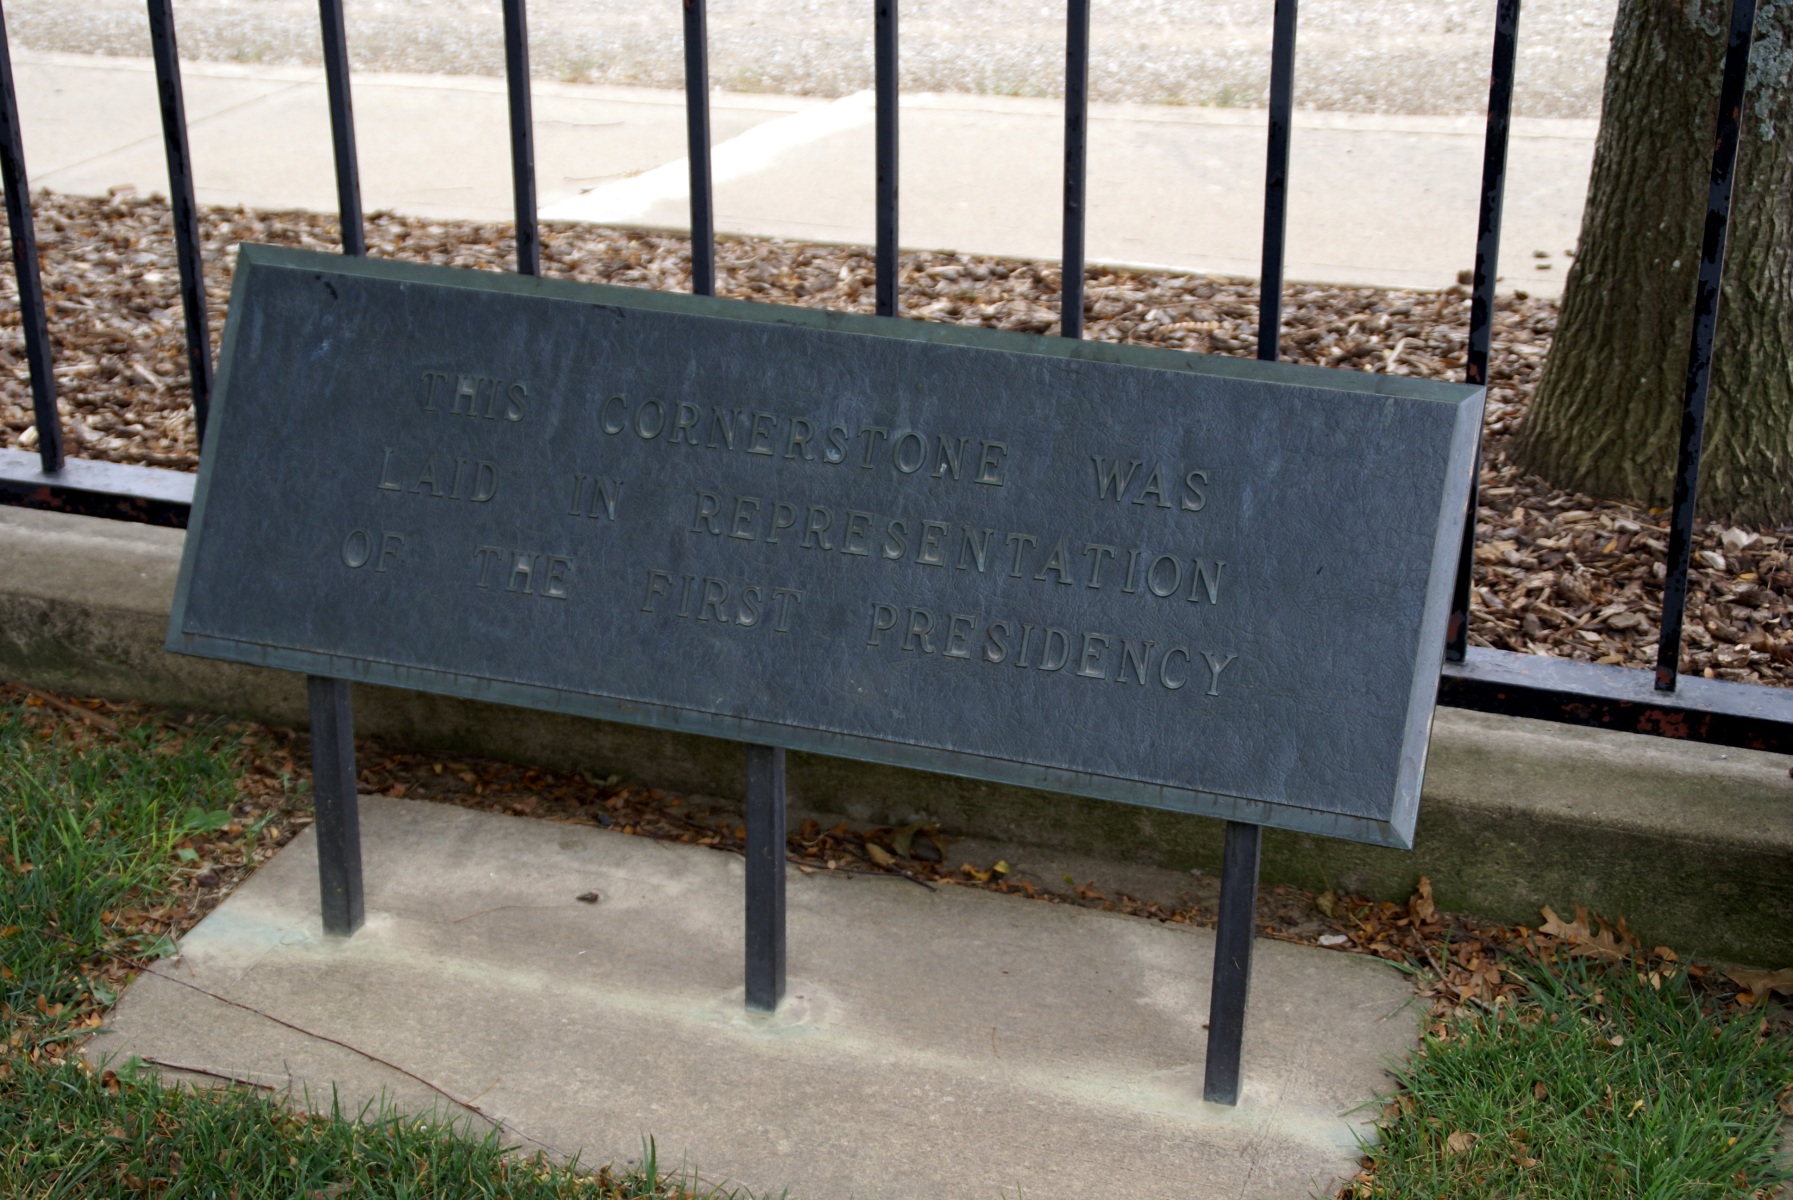 THIS CORNERSTONE WAS
LAID IN REPRESENTATION
OF THE FIRST PRESIDENCY